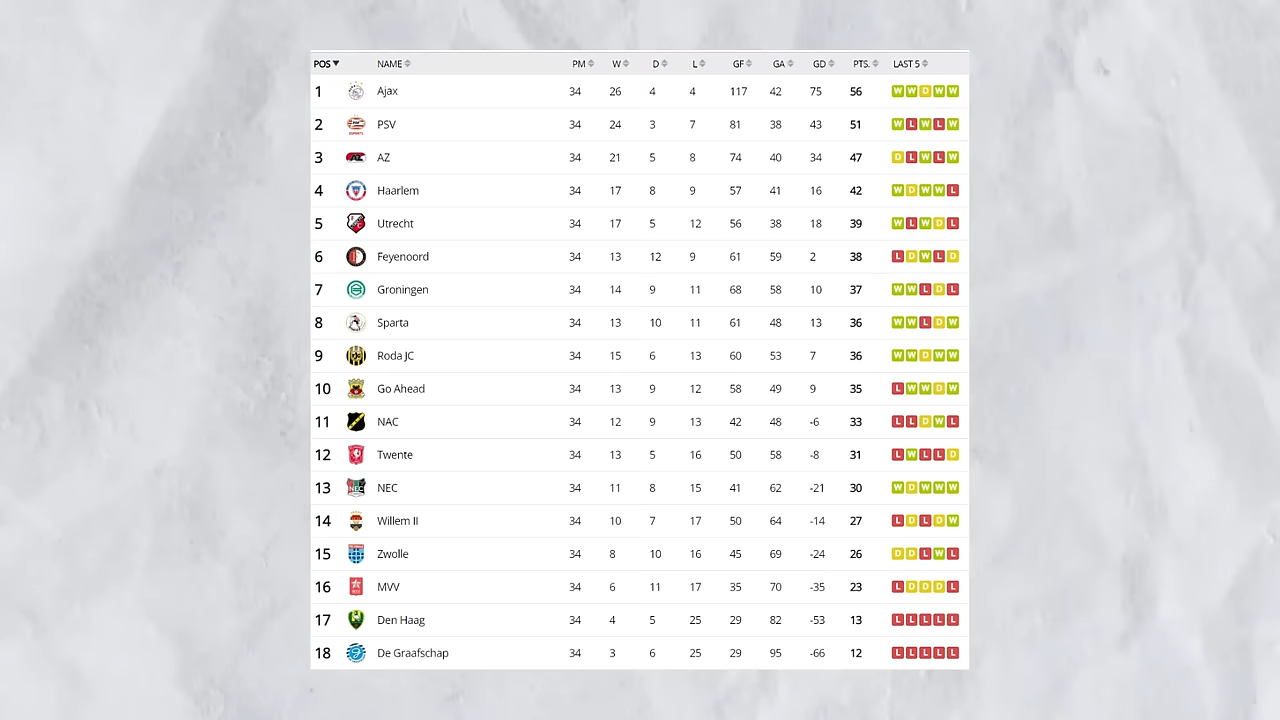 POS NAME PM W D L GF GA GD PTS. LAST 5
1 Ajax 34 26 4 4 117 42 75 56 W W D W W
2 PSV 34 24 3 7 81 38 43 51 W L W L W
3 AZ 34 21 5 8 74 40 34 47 D L W L W
4 Haarlem 34 17 8 9 57 41 16 42 W D W W L
5 Utrecht 34 17 5 12 56 38 18 39 W L W D L
6 Feyenoord 34 13 12 9 61 59 2 38 L D W L D
7 Groningen 34 14 9 11 68 58 10 37 W W L D L
8 Sparta 34 13 10 11 61 48 13 36 W W L D W
9 Roda JC 34 15 6 13 60 53 7 36 W W D W W
10 Go Ahead 34 13 9 12 58 49 9 35 L W W D W
11 NAC 34 12 9 13 42 48 -6 33 L L D W L
12 Twente 34 13 5 16 50 58 -8 31 L W L L D
13 NEC 34 11 8 15 41 62 -21 30 W D W W W
14 Willem II 34 10 7 17 50 64 -14 27 L D L D W
15 Zwolle 34 8 10 16 45 69 -24 26 D D L W L
16 MVV 34 6 11 17 35 70 -35 23 L D D D L
17 Den Haag 34 4 5 25 29 82 -53 13 L L L L L
18 De Graafschap 34 3 6 25 29 95 -66 12 L L L L L